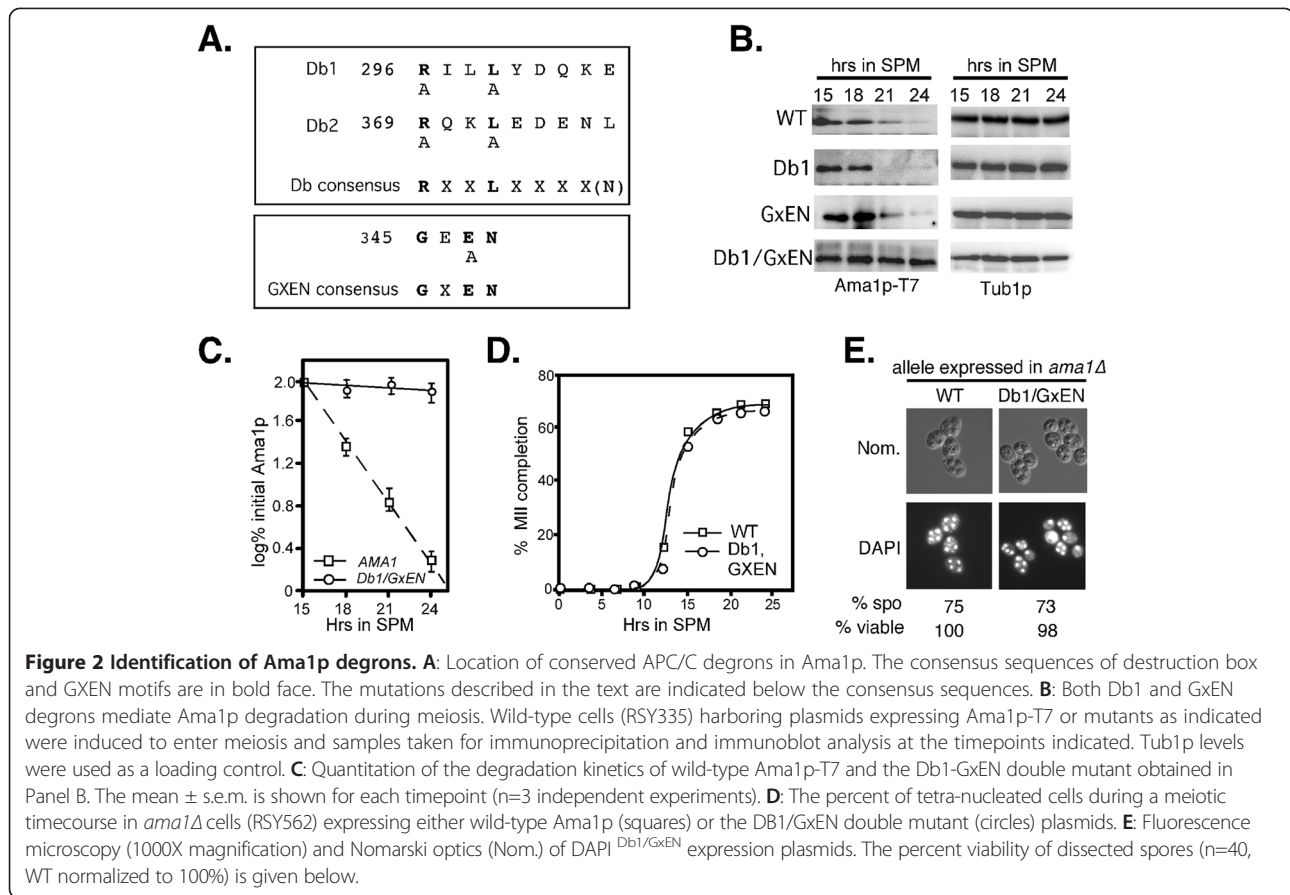 A.
Db1 296 R I L L Y D Q K E
A A
Db2 369 R Q K L E D E N L
A A
Db consensus R X X L X X X X (N)
345 G E E N
A
GXEN consensus G X E N
B.
hrs in SPM hrs in SPM
15 18 21 24 15 18 21 24
WT
Db1
GxEN
Db1/GxEN
Ama1p-T7 Tub1p
C.
log% initial Ama1p
2.0
1.6
1.2
0.8
0.4
0
AMA1
Db1/GxEN
15 18 21 24
Hrs in SPM
D.
% MII completion
80
60
40
20
0
WT
Db1,
GXEN
0 5 10 15 20 25
Hrs in SPM
E.
allele expressed in ama1Δ
WT Db1/GxEN
Nom.
DAPI
% spo 75 73
% viable 100 98
Figure 2 Identification of Ama1p degrons. A: Location of conserved APC/C degrons in Ama1p. The consensus sequences of destruction box
and GXEN motifs are in bold face. The mutations described in the text are indicated below the consensus sequences. B: Both Db1 and GxEN
degrons mediate Ama1p degradation during meiosis. Wild-type cells (RSY335) harboring plasmids expressing Ama1p-T7 or mutants as indicated
were induced to enter meiosis and samples taken for immunoprecipitation and immunoblot analysis at the timepoints indicated. Tub1p levels
were used as a loading control. C: Quantitation of the degradation kinetics of wild-type Ama1p-T7 and the Db1-GxEN double mutant obtained in
Panel B. The mean ± s.e.m. is shown for each timepoint (n=3 independent experiments). D: The percent of tetra-nucleated cells during a meiotic
timecourse in ama1Δ cells (RSY562) expressing either wild-type Ama1p (squares) or the DB1/GxEN double mutant (circles) plasmids. E: Fluorescence
microscopy (1000X magnification) and Nomarski optics (Nom.) of DAPI Db1/GxEN expression plasmids. The percent viability of dissected spores (n=40,
WT normalized to 100%) is given below.